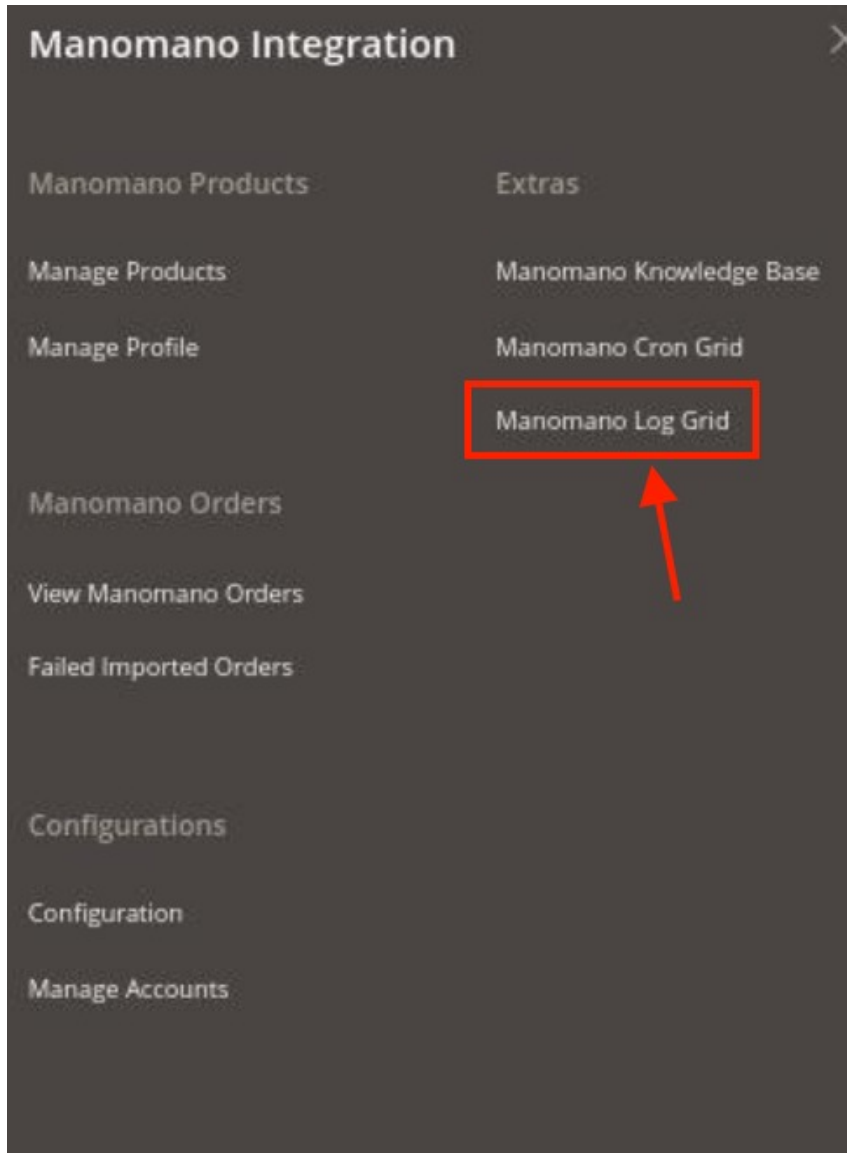 Manomano Integration
Manomano Products
Manage Products
Manage Profile
Manomano Orders
View Manomano Orders
Failed Imported Orders
Configurations
Configuration
Manage Accounts
Extras
Manomano Knowledge Base
Manomano Cron Grid
Manomano Log Grid